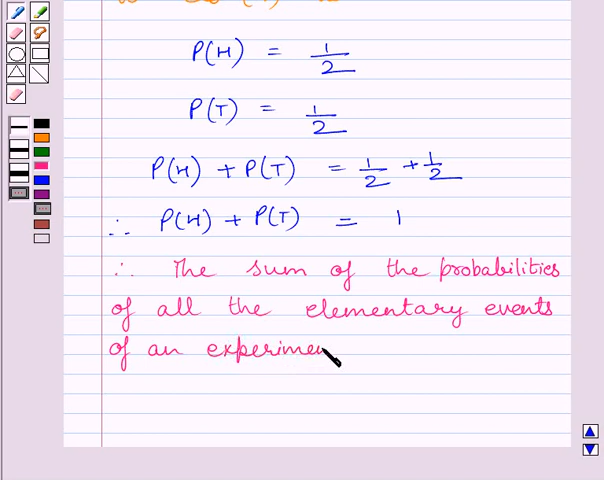 P(H) = 1/2
P(T) = 1/2
P(H) + P(T) = 1/2 + 1/2
∴ P(H) + P(T) = 1
∴ The sum of the probabilities
of all the elementary events
of an experimen